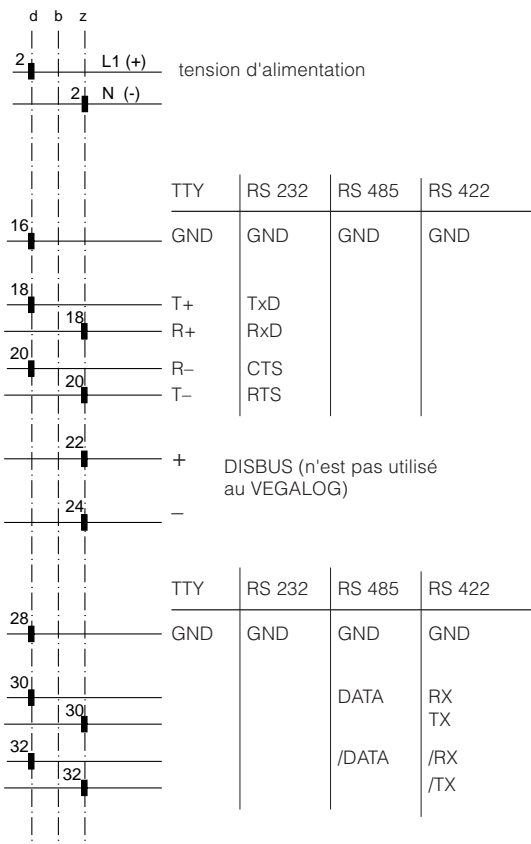 d b z
2 L1 (+) tension d'alimentation
2 N (-)
TTY RS 232 RS 485 RS 422
16 GND GND GND GND
18 T+ TxD
18 R+ RxD
20 R– CTS
20 T– RTS
22 + DISBUS (n'est pas utilisé
au VEGALOG)
24 –
TTY RS 232 RS 485 RS 422
28 GND GND GND GND
30 DATA RX
30 TX
32 /DATA /RX
32 /TX